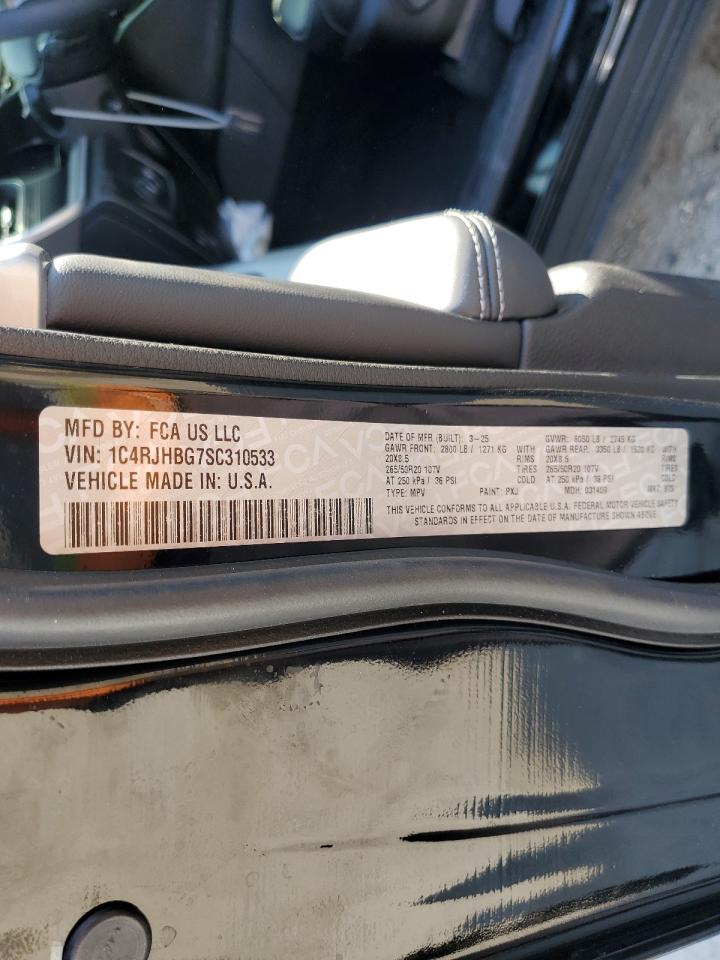 MFD BY: FCA US LLC
VIN: 1C4RJHBG7SC310533
VEHICLE MADE IN: U.S.A.
DATE OF MFR (BUILT): 3-25 GVWR: 6050 LB / 2745 KG
GAWR FRONT: 2800 LB / 1271 KG WITH GAWR REAR: 3350 LB / 1520 KG WITH
20X8.5 RIMS 20X8.5 RIMS
265/50R20 107V TIRES 265/50R20 107V TIRES
AT 250 kPa / 36 PSI COLD AT 250 kPa / 36 PSI COLD
TYPE: MPV PAINT: PXJ MDH: 031409
THIS VEHICLE CONFORMS TO ALL APPLICABLE U.S.A. FEDERAL MOTOR VEHICLE SAFETY
STANDARDS IN EFFECT ON THE DATE OF MANUFACTURE SHOWN ABOVE